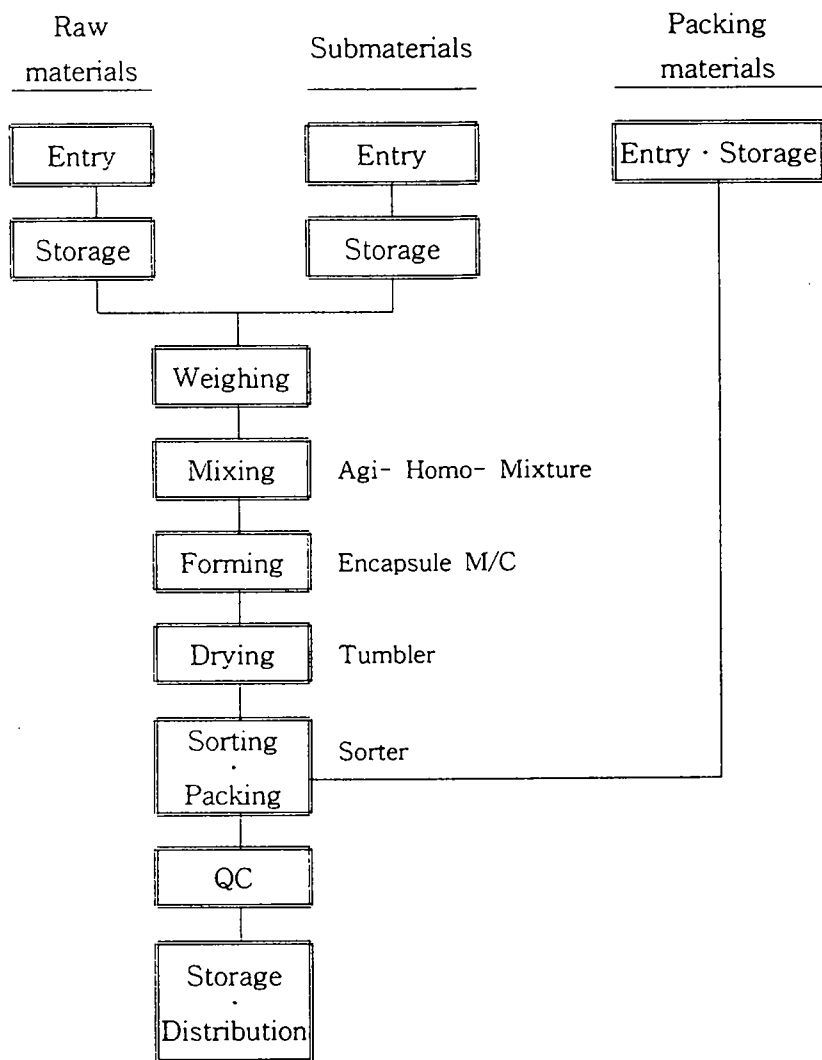 Raw
materials
Submaterials
Packing
materials
Entry
Entry
Entry · Storage
Storage
Storage
Weighing
Mixing
Agi- Homo- Mixture
Forming
Encapsule M/C
Drying
Tumbler
Sorting
·
Packing
Sorter
QC
Storage
·
Distribution